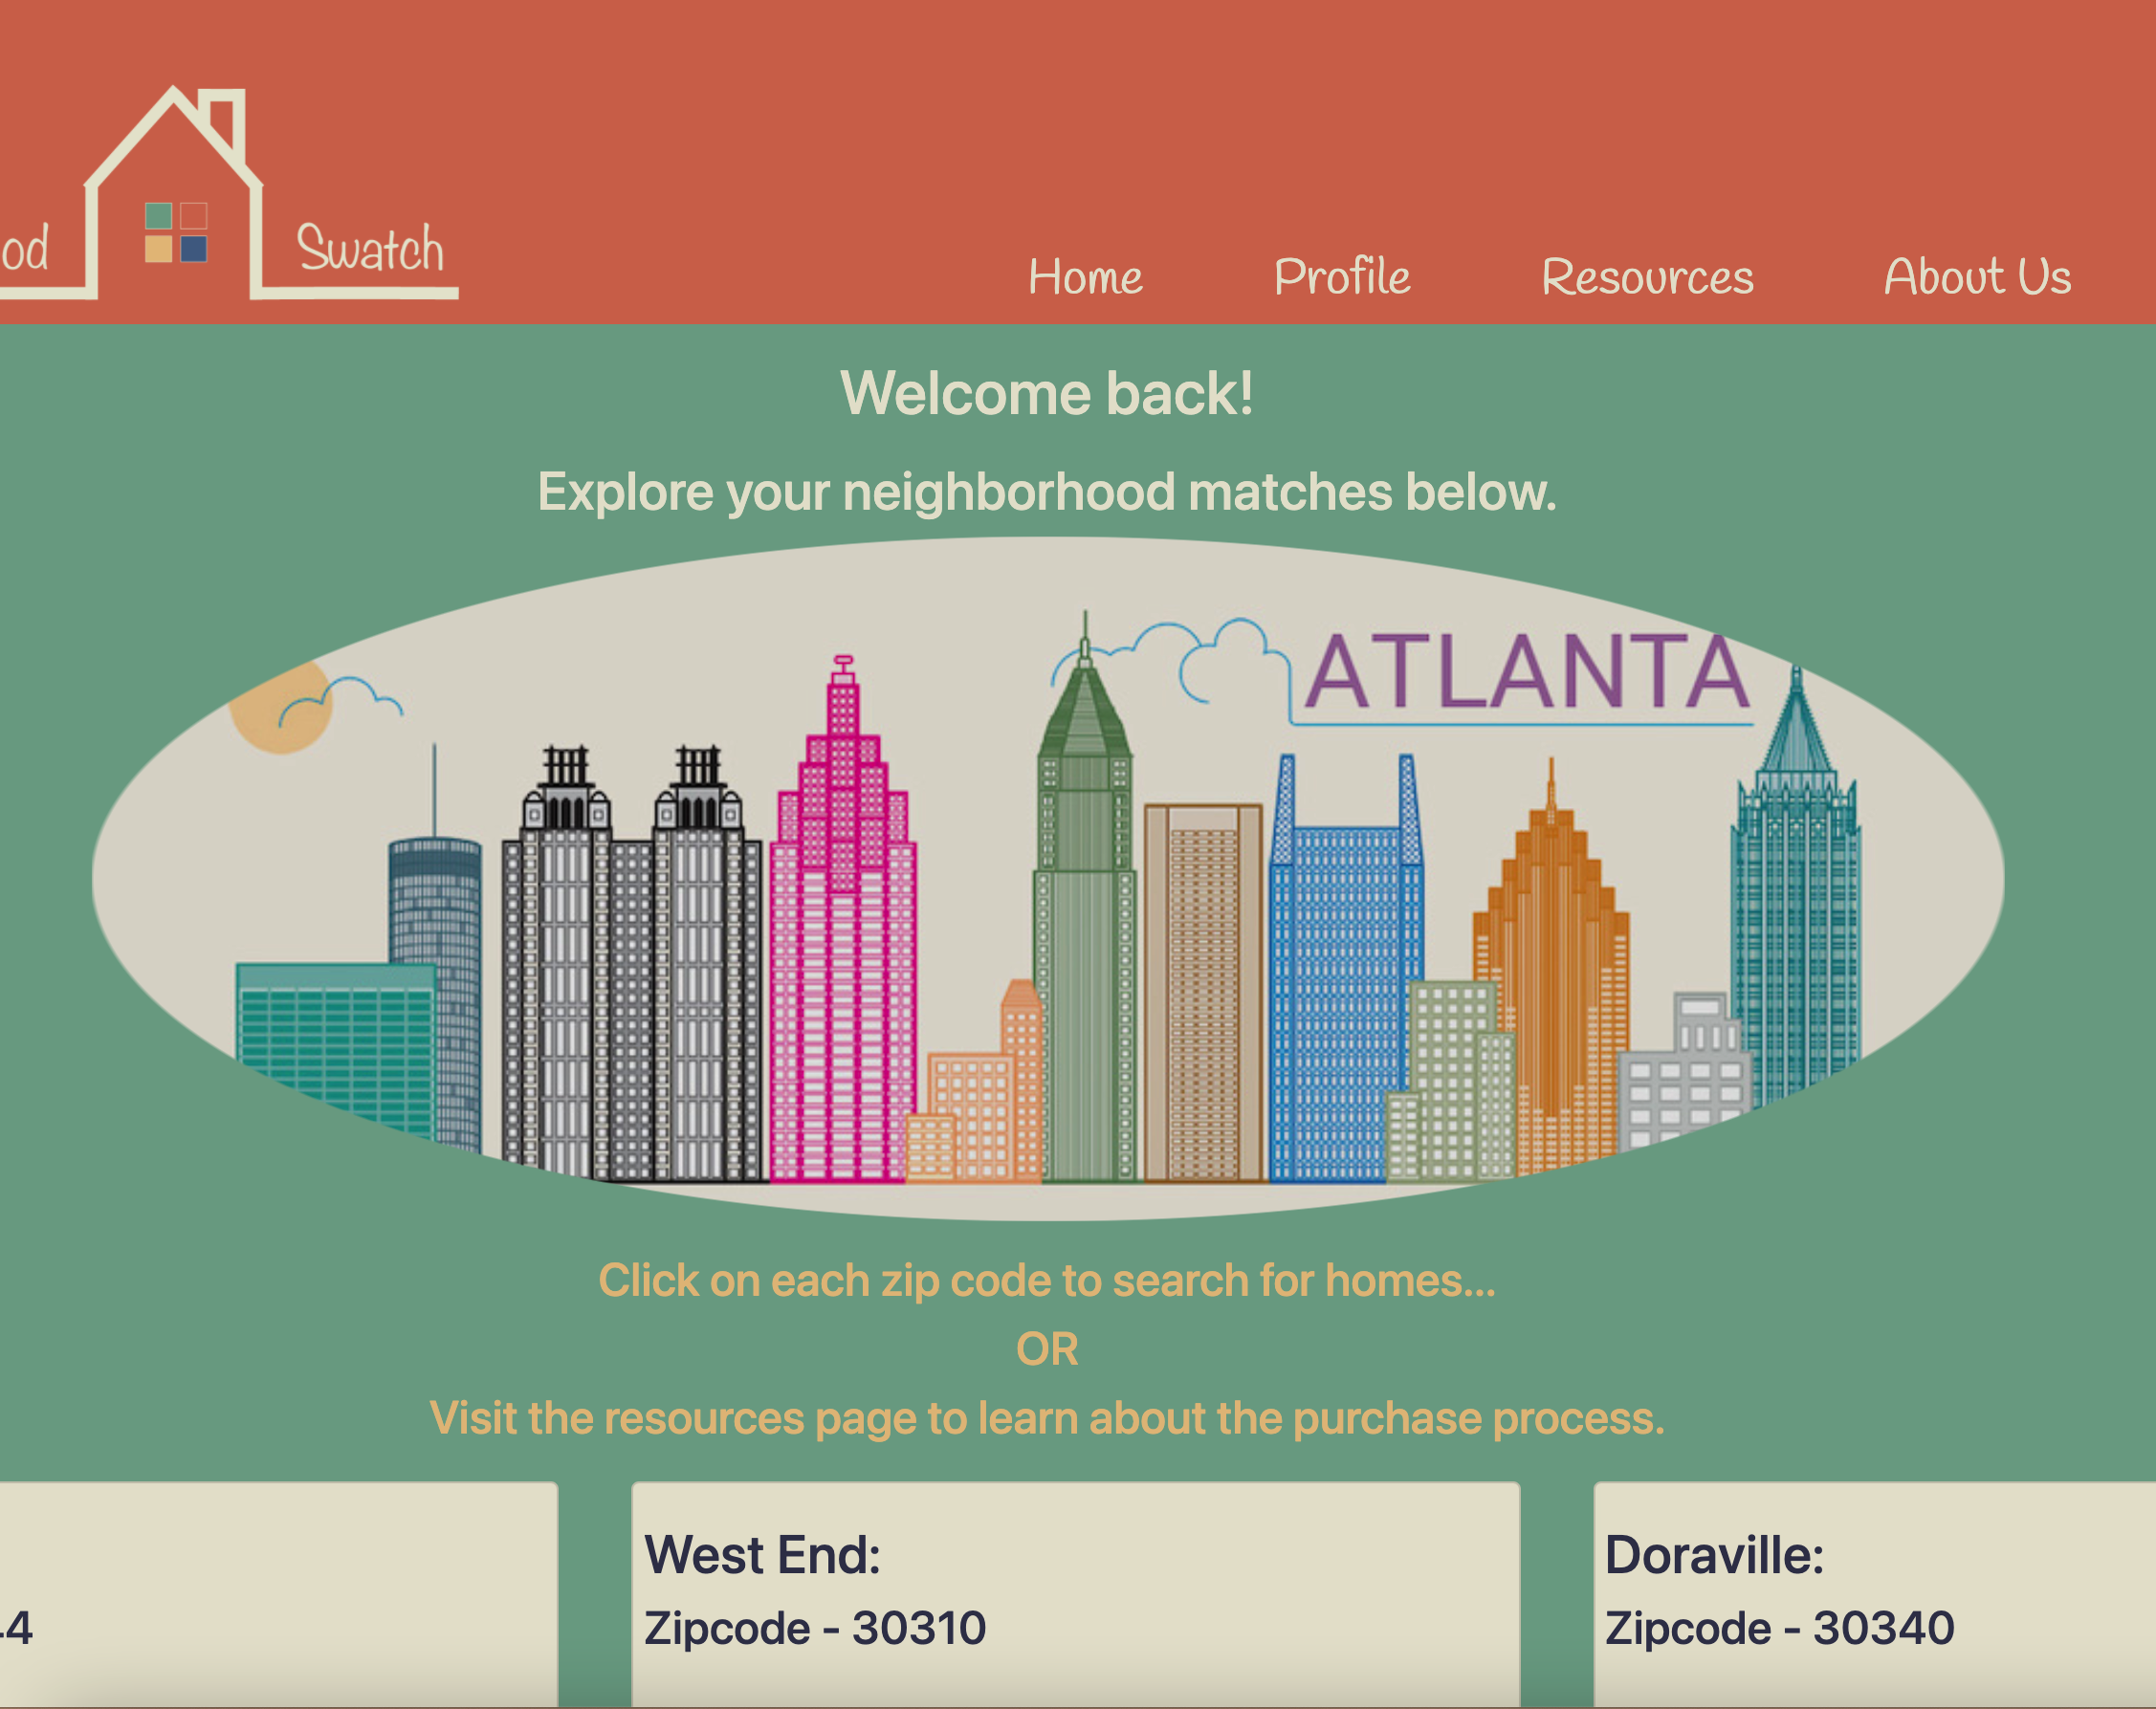 od Swatch
Home Profile Resources About Us
Welcome back!
Explore your neighborhood matches below.
ATLANTA
Click on each zip code to search for homes...
OR
Visit the resources page to learn about the purchase process.
West End: Doraville:
4 Zipcode - 30310 Zipcode - 30340